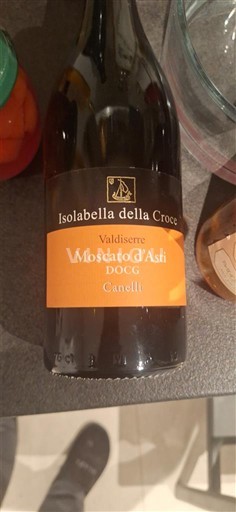 Isolabella della Croce
Valdiserre
Moscato d'Asti
DOCG
Canelli